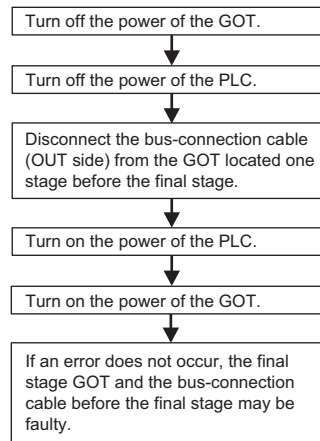 Turn off the power of the GOT.
Turn off the power of the PLC.
Disconnect the bus-connection cable
(OUT side) from the GOT located one
stage before the final stage.
Turn on the power of the PLC.
Turn on the power of the GOT.
If an error does not occur, the final
stage GOT and the bus-connection
cable before the final stage may be
faulty.